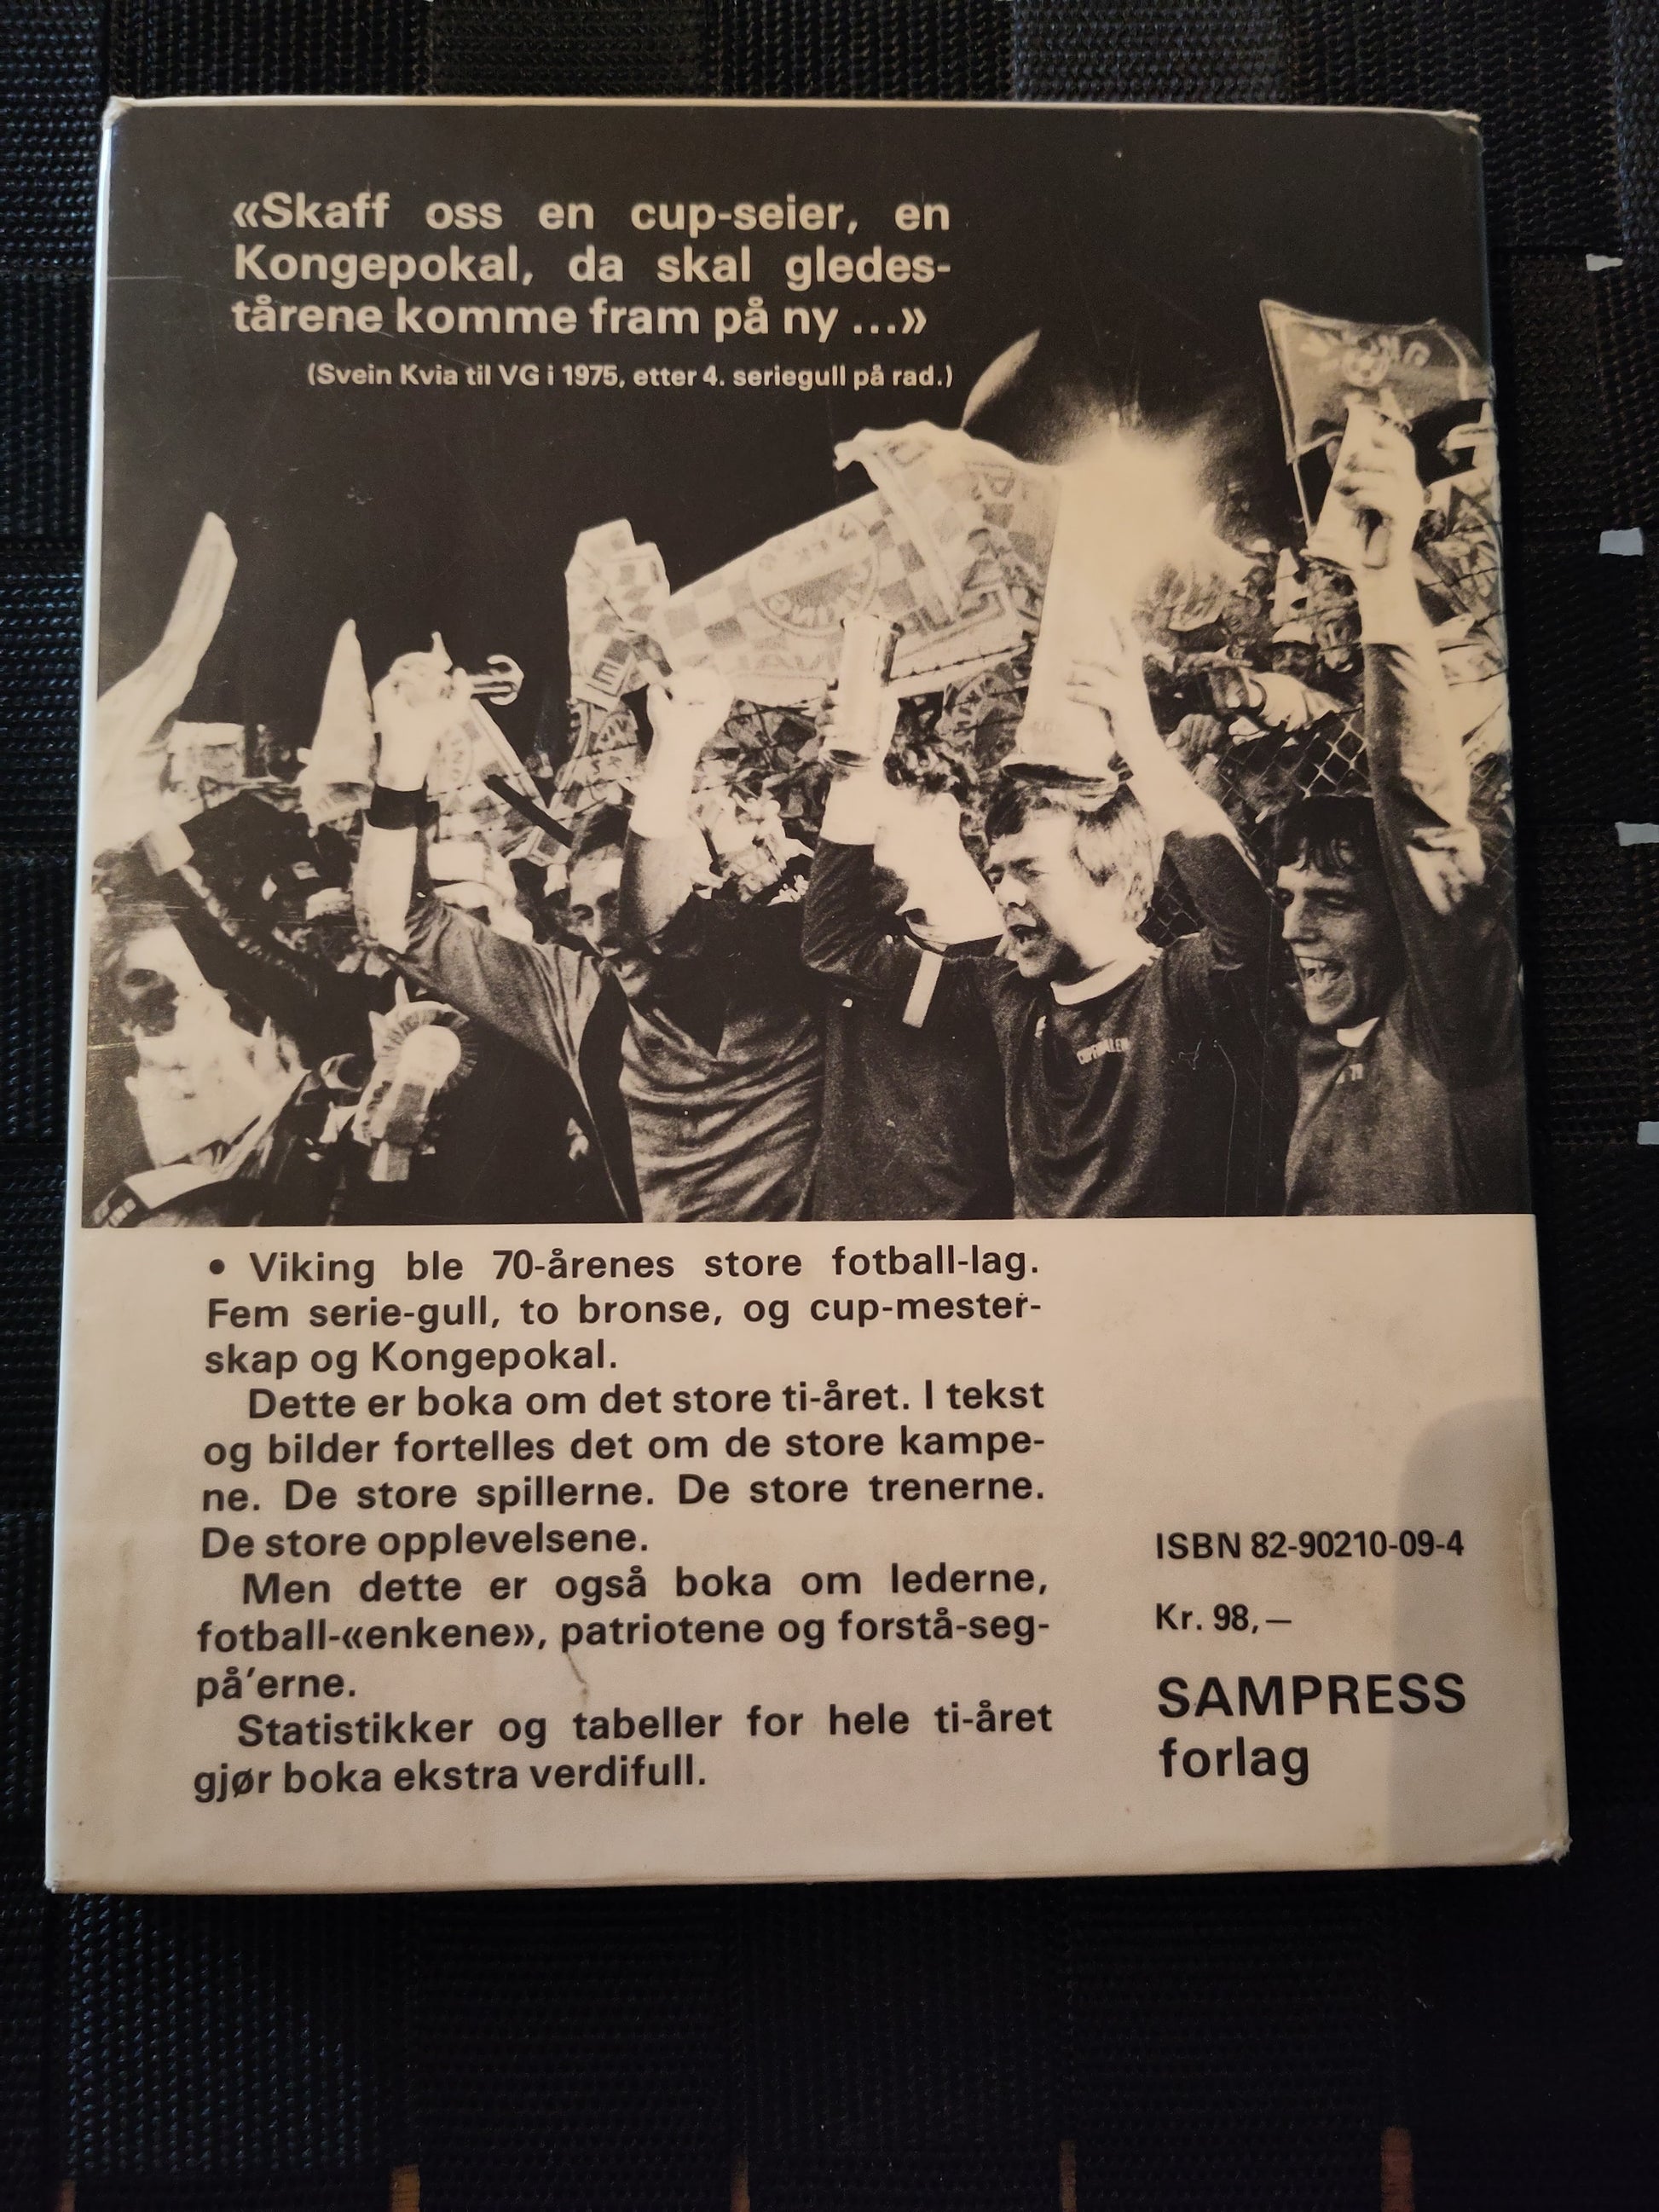 «Skaff oss en cup-seier, en
Kongepokal, da skal gledes-
tårene komme fram på ny ...»
(Svein Kvia til VG i 1975, etter 4. seriegull på rad.)
• Viking ble 70-årenes store fotball-lag.
Fem serie-gull, to bronse, og cup-mester-
skap og Kongepokal.
Dette er boka om det store ti-året. I tekst
og bilder fortelles det om de store kampe-
ne. De store spillerne. De store trenerne.
De store opplevelsene.
Men dette er også boka om lederne,
fotball-«enkene», patriotene og forstå-seg-
på'erne.
Statistikker og tabeller for hele ti-året
gjør boka ekstra verdifull.
ISBN 82-90210-09-4
Kr. 98,—
SAMPRESS
forlag